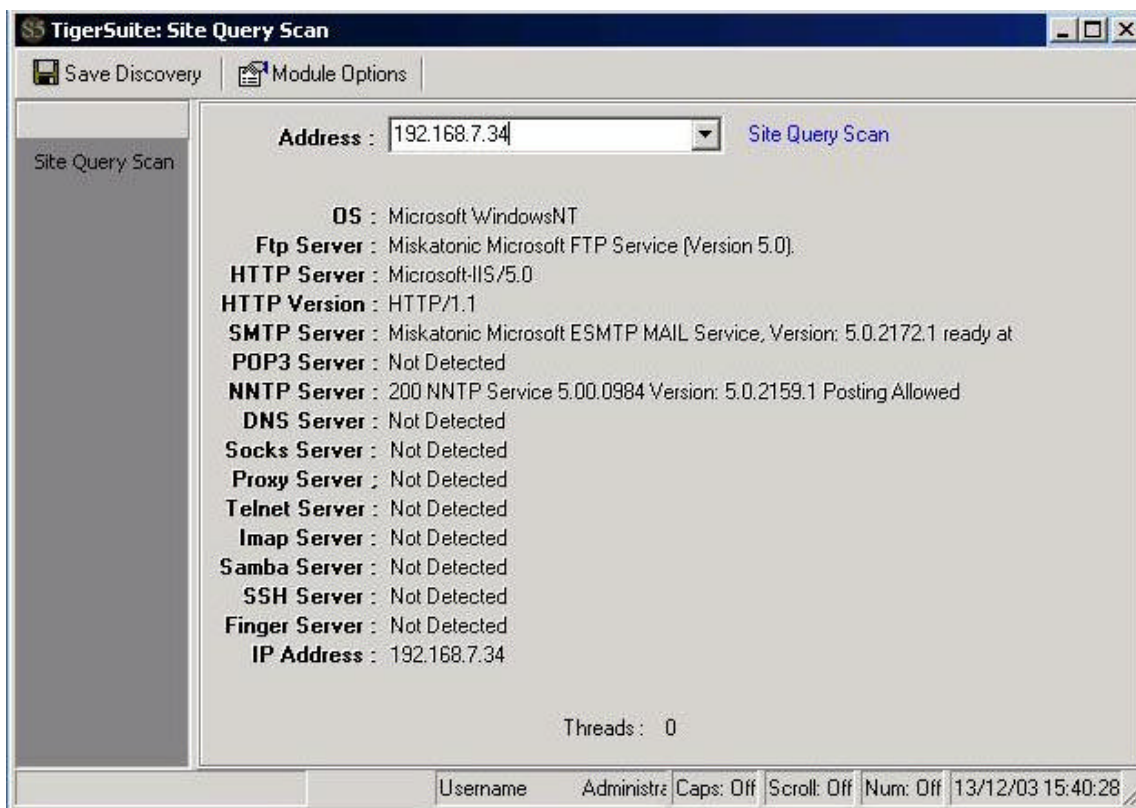 S5 TigerSuite: Site Query Scan
Save Discovery Module Options
Site Query Scan
Address : 192.168.7.34 Site Query Scan
OS : Microsoft WindowsNT
Ftp Server : Miskatonic Microsoft FTP Service (Version 5.0).
HTTP Server : Microsoft-IIS/5.0
HTTP Version : HTTP/1.1
SMTP Server : Miskatonic Microsoft ESMTP MAIL Service, Version: 5.0.2172.1 ready at
POP3 Server : Not Detected
NNTP Server : 200 NNTP Service 5.00.0984 Version: 5.0.2159.1 Posting Allowed
DNS Server : Not Detected
Socks Server : Not Detected
Proxy Server ; Not Detected
Telnet Server : Not Detected
Imap Server : Not Detected
Samba Server : Not Detected
SSH Server : Not Detected
Finger Server : Not Detected
IP Address : 192.168.7.34
Threads : 0
Username Administra Caps: Off Scroll: Off Num: Off 13/12/03 15:40:28